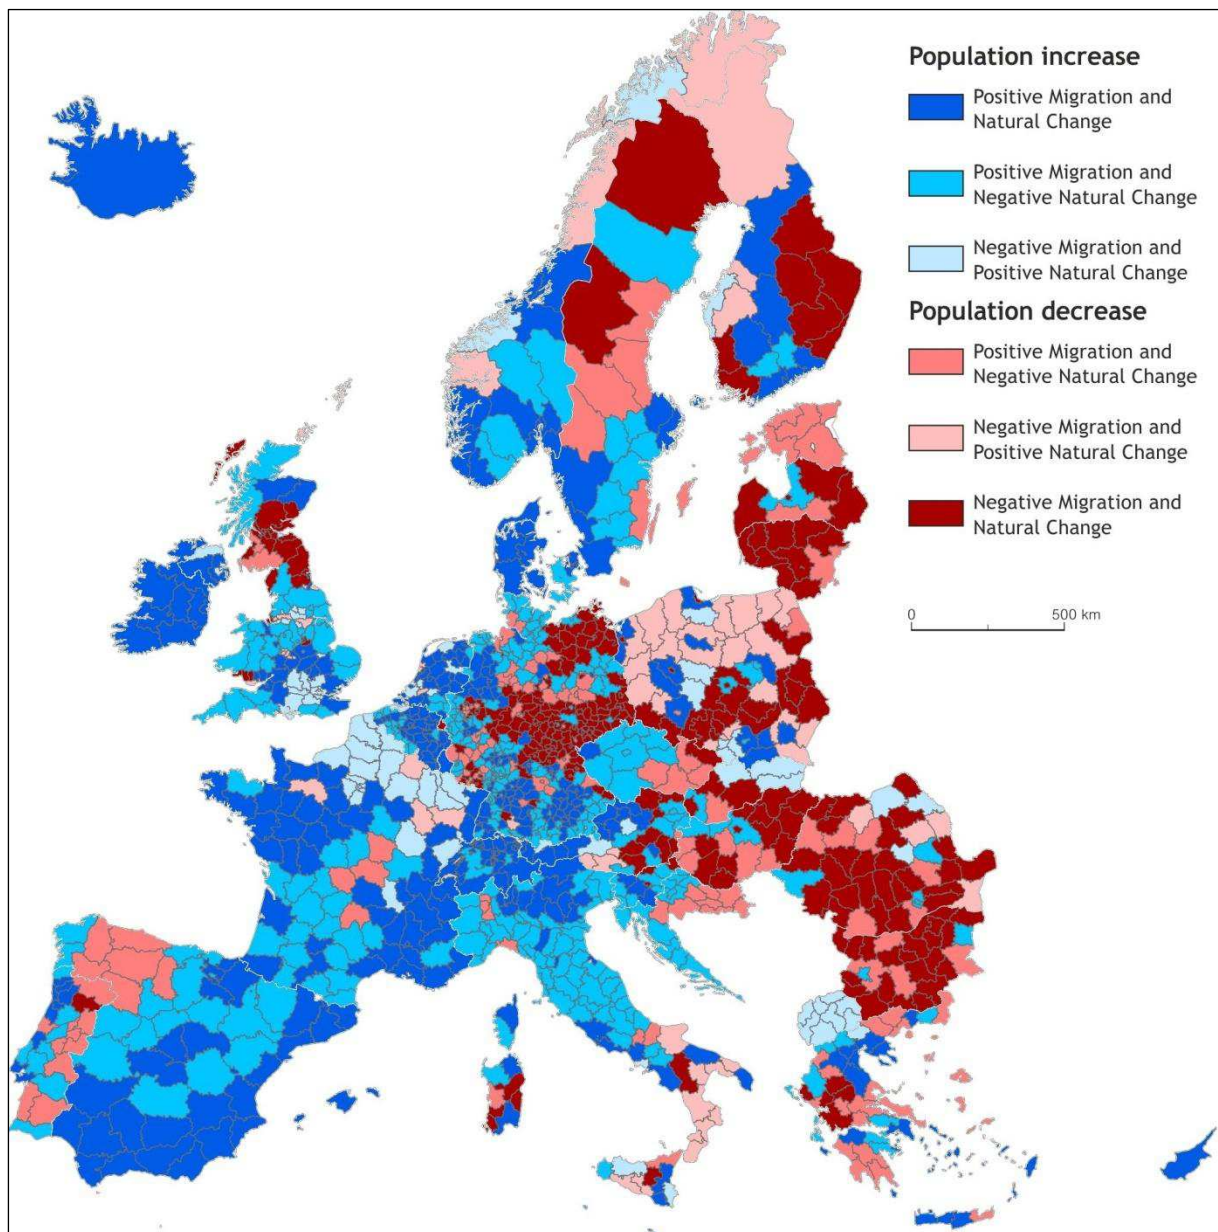 Population increase
Positive Migration and
Natural Change
Positive Migration and
Negative Natural Change
Negative Migration and
Positive Natural Change
Population decrease
Positive Migration and
Negative Natural Change
Negative Migration and
Positive Natural Change
Negative Migration and
Natural Change
0 500 km